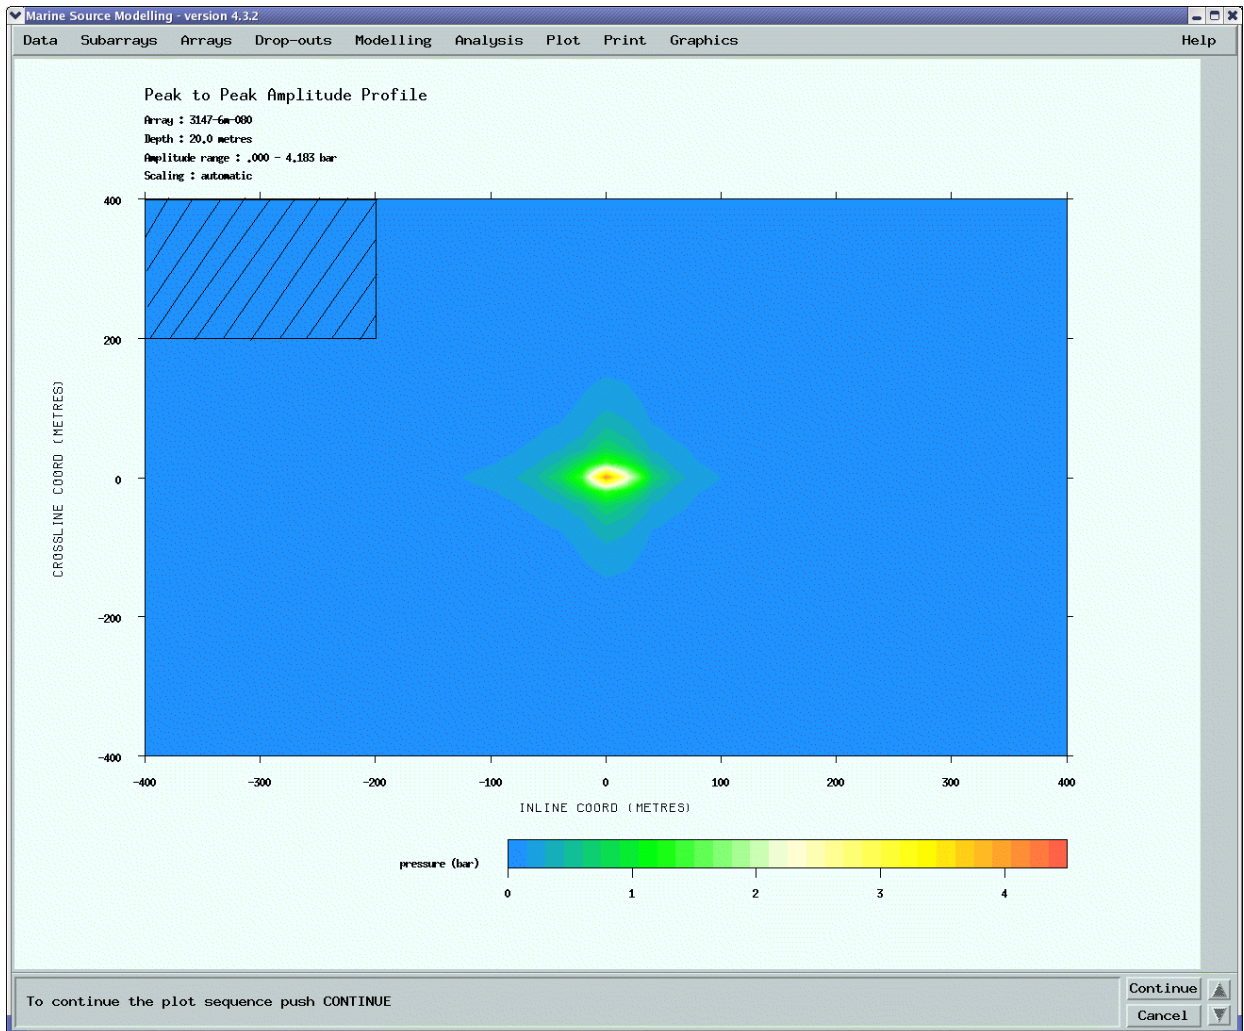 Marine Source Modelling - version 4.3.2
Data Subarrays Arrays Drop-outs Modelling Analysis Plot Print Graphics Help
Peak to Peak Amplitude Profile
Array : 3147-6m-080
Depth : 20.0 metres
Amplitude range : .000 - 4.183 bar
Scaling : automatic
400
200
0
-200
-400
CROSSLINE COORD (METRES)
-400 -300 -200 -100 0 100 200 300 400
INLINE COORD (METRES)
pressure (bar)
0 1 2 3 4
To continue the plot sequence push CONTINUE
Continue
Cancel